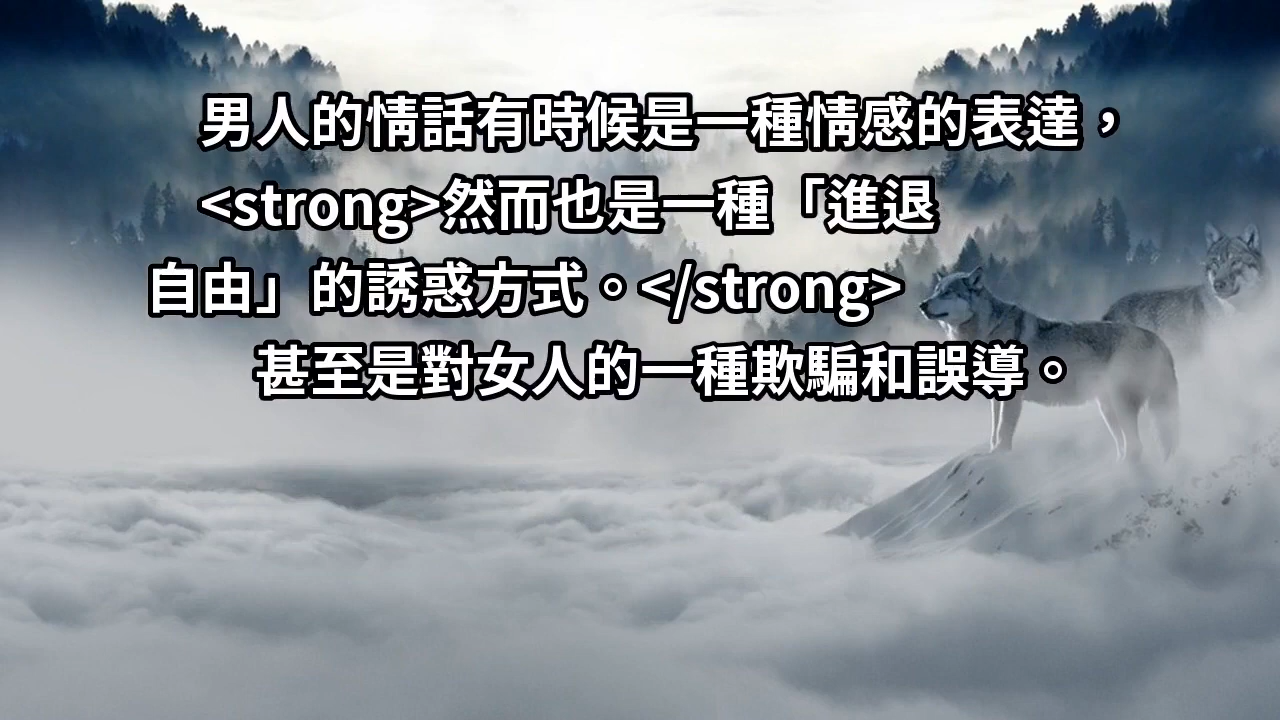 男人的情話有時候是一種情感的表達，
<strong>然而也是一種「進退
自由」的誘惑方式。</strong>
甚至是對女人的一種欺騙和誤導。